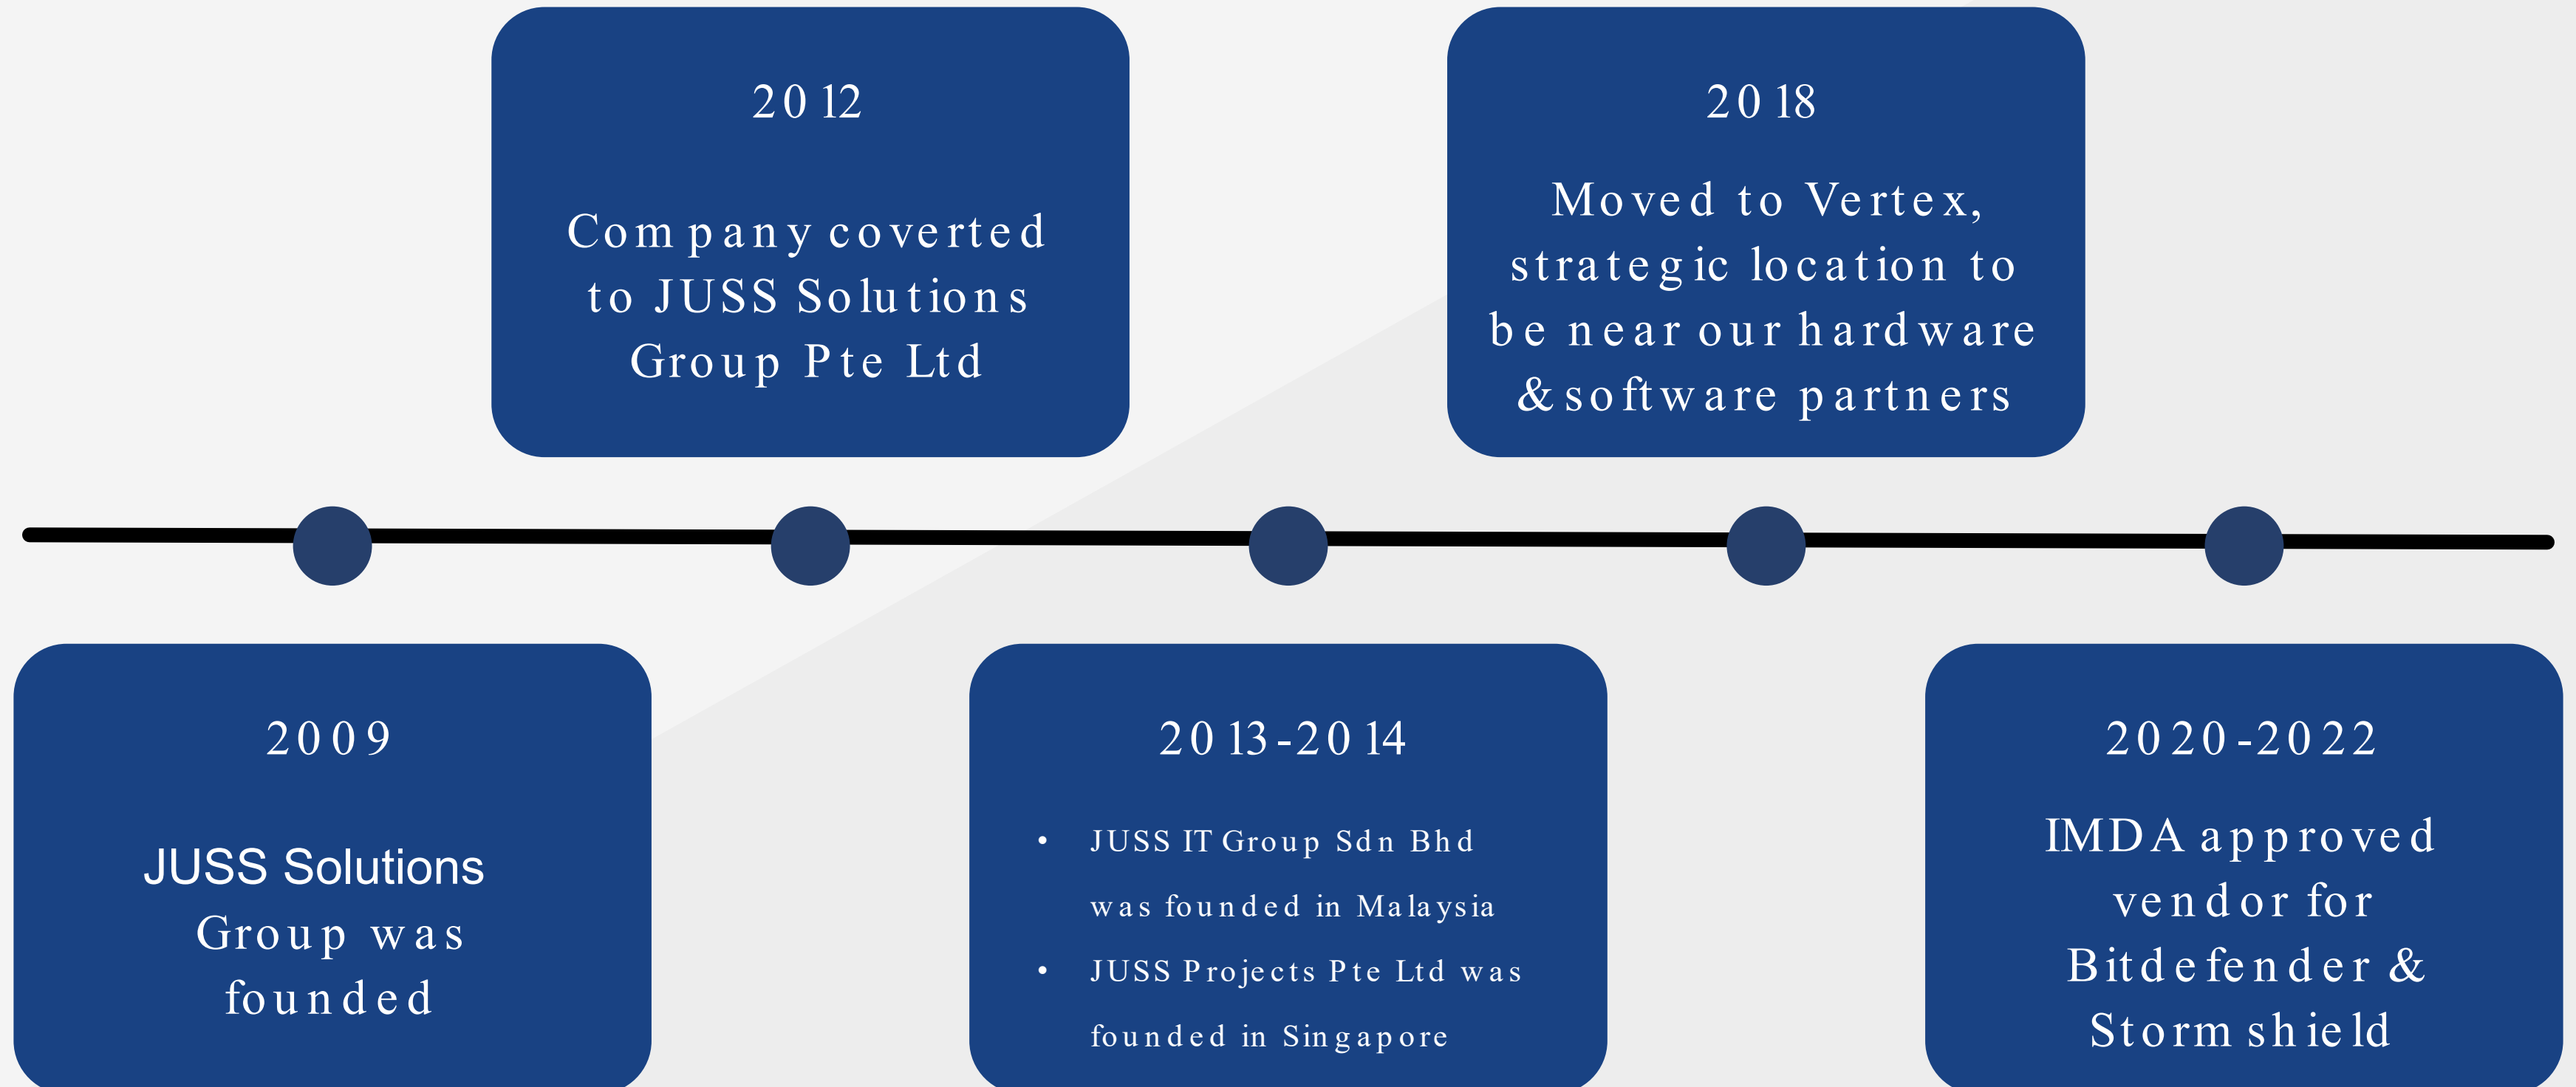 2012
Company coverted
to JUSS Solutions
Group Pte Ltd
2018
Moved to Vertex,
strategic location to
be near our hardware
& software partners
2009
JUSS Solutions
Group was
founded
2013-2014
• JUSS IT Group Sdn Bhd
was founded in Malaysia
• JUSS Projects Pte Ltd was
founded in Singapore
2020-2022
IMDA approved
vendor for
Bitdefender &
Stormshield